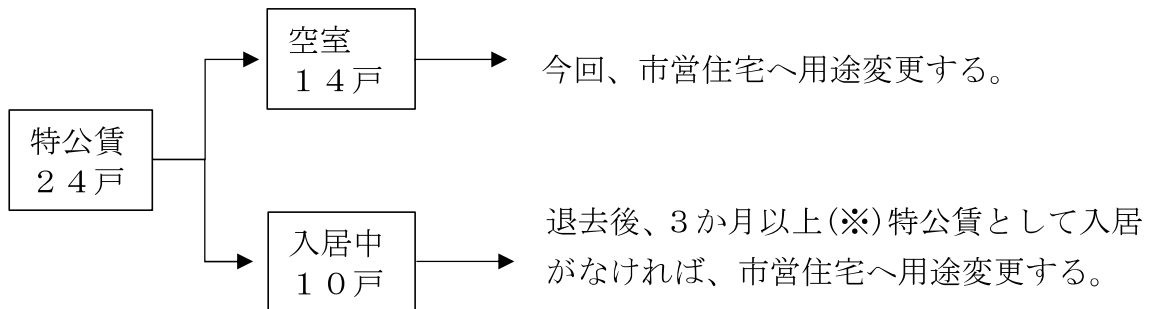 特公賃
２４戸
空室
１４戸
今回、市営住宅へ用途変更する。
入居中
１０戸
退去後、３か月以上(※)特公賃として入居
がなければ、市営住宅へ用途変更する。